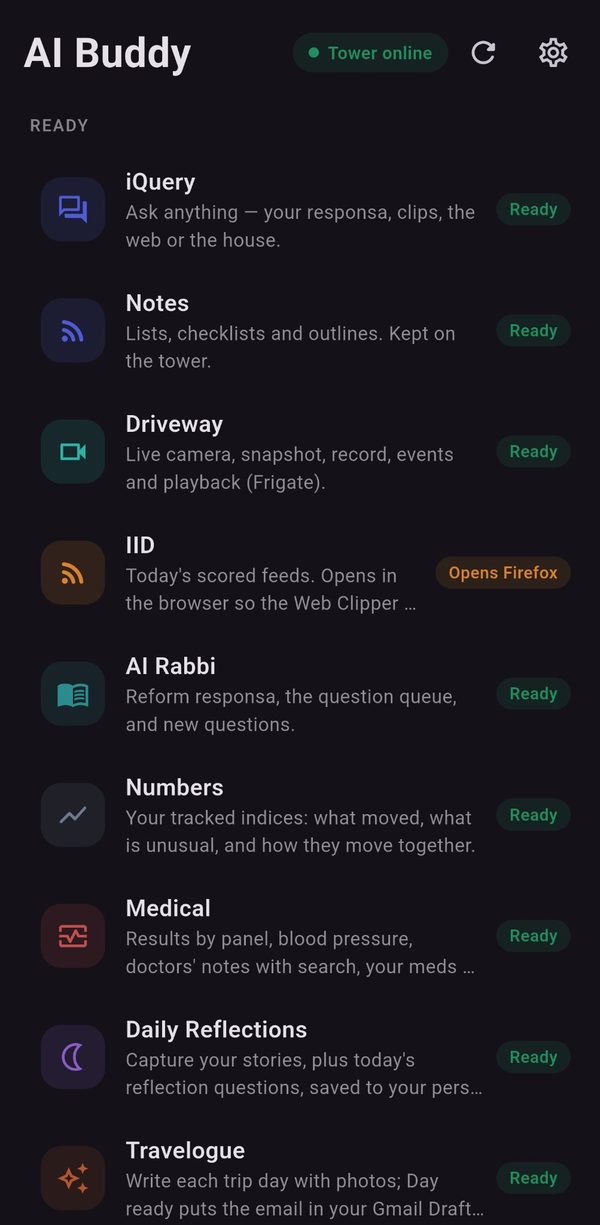 AI Buddy
Tower online
READY
iQuery
Ask anything — your responsa, clips, the
web or the house.
Ready
Notes
Lists, checklists and outlines. Kept on
the tower.
Ready
Driveway
Live camera, snapshot, record, events
and playback (Frigate).
Ready
IID
Today's scored feeds. Opens in
the browser so the Web Clipper …
Opens Firefox
AI Rabbi
Reform responsa, the question queue,
and new questions.
Ready
Numbers
Your tracked indices: what moved, what
is unusual, and how they move together.
Ready
Medical
Results by panel, blood pressure,
doctors' notes with search, your meds …
Ready
Daily Reflections
Capture your stories, plus today's
reflection questions, saved to your pers…
Ready
Travelogue
Write each trip day with photos; Day
ready puts the email in your Gmail Draft…
Ready